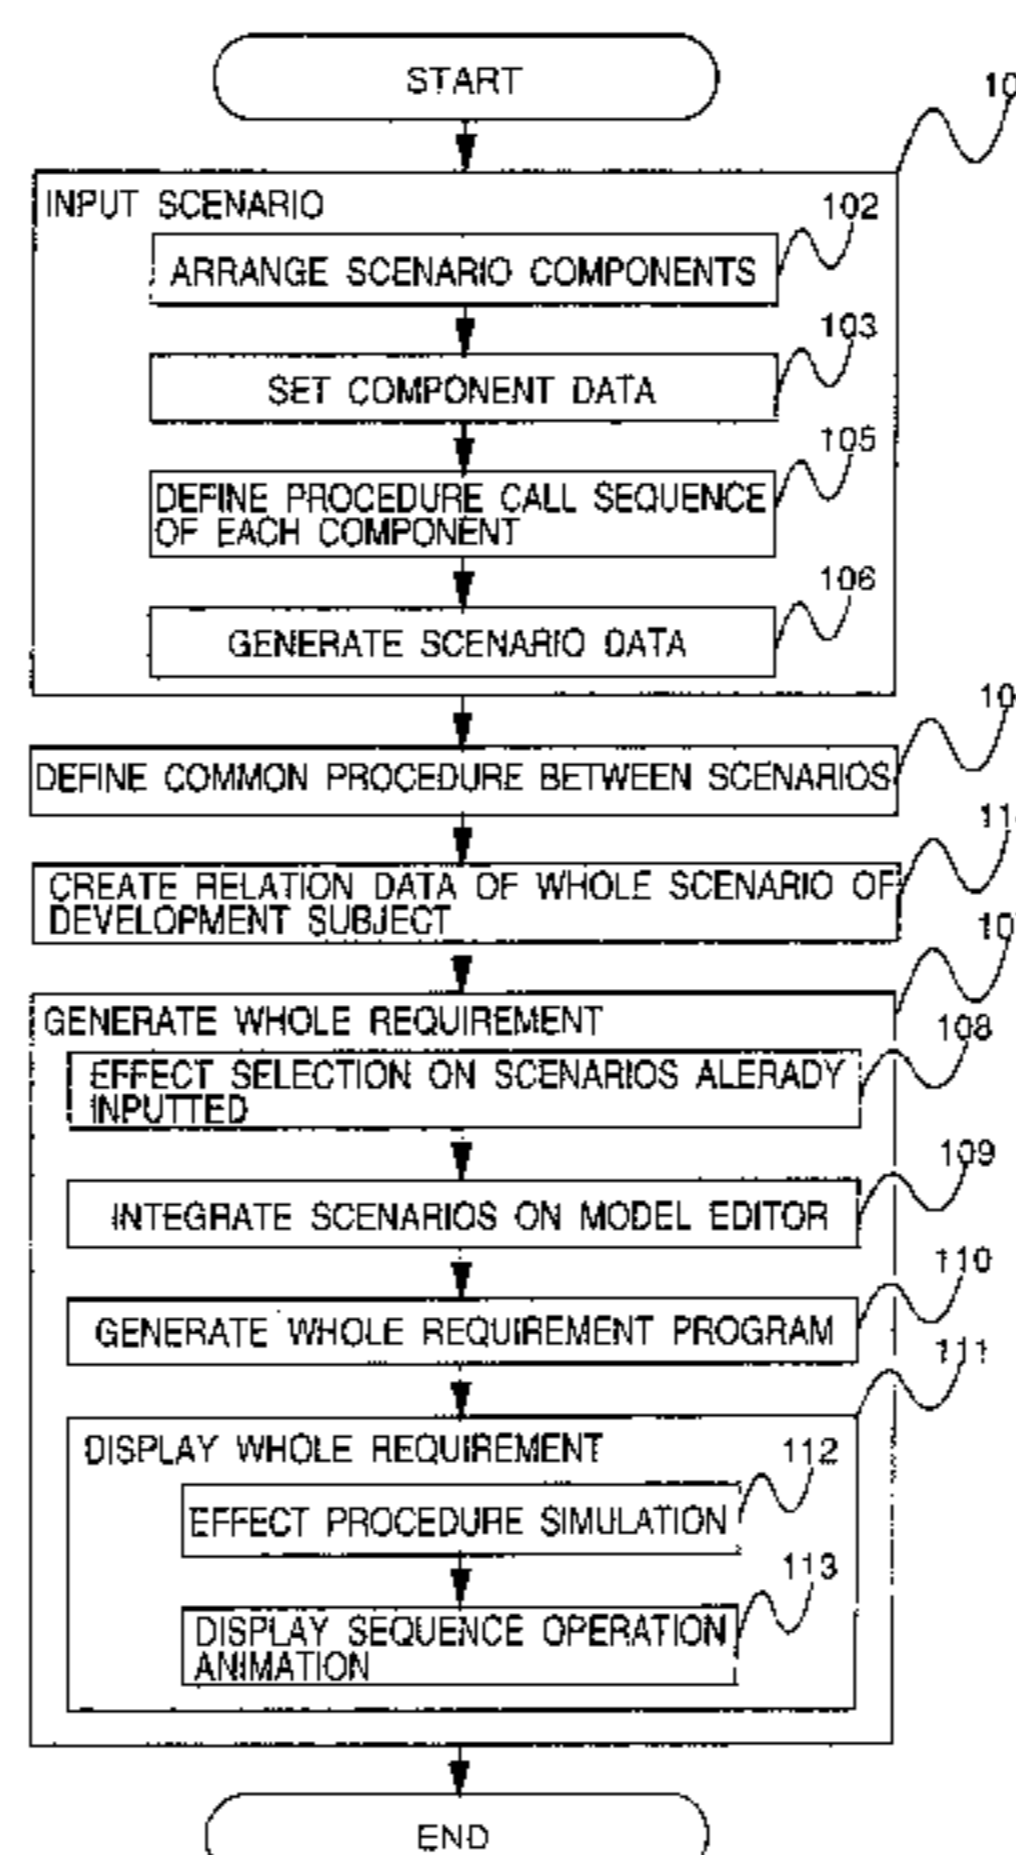 START
INPUT SCENARIO
102
ARRANGE SCENARIO COMPONENTS
103
SET COMPONENT DATA
105
DEFINE PROCEDURE CALL SEQUENCE
OF EACH COMPONENT
106
GENERATE SCENARIO DATA
DEFINE COMMON PROCEDURE BETWEEN SCENARIOS
CREATE RELATION DATA OF WHOLE SCENARIO OF
DEVELOPMENT SUBJECT
GENERATE WHOLE REQUIREMENT
108
EFFECT SELECTION ON SCENARIOS ALERADY
INPUTTED
109
INTEGRATE SCENARIOS ON MODEL EDITOR
110
GENERATE WHOLE REQUIREMENT PROGRAM
111
DISPLAY WHOLE REQUIREMENT
112
EFFECT PROCEDURE SIMULATION
113
DISPLAY SEQUENCE OPERATION
ANIMATION
END